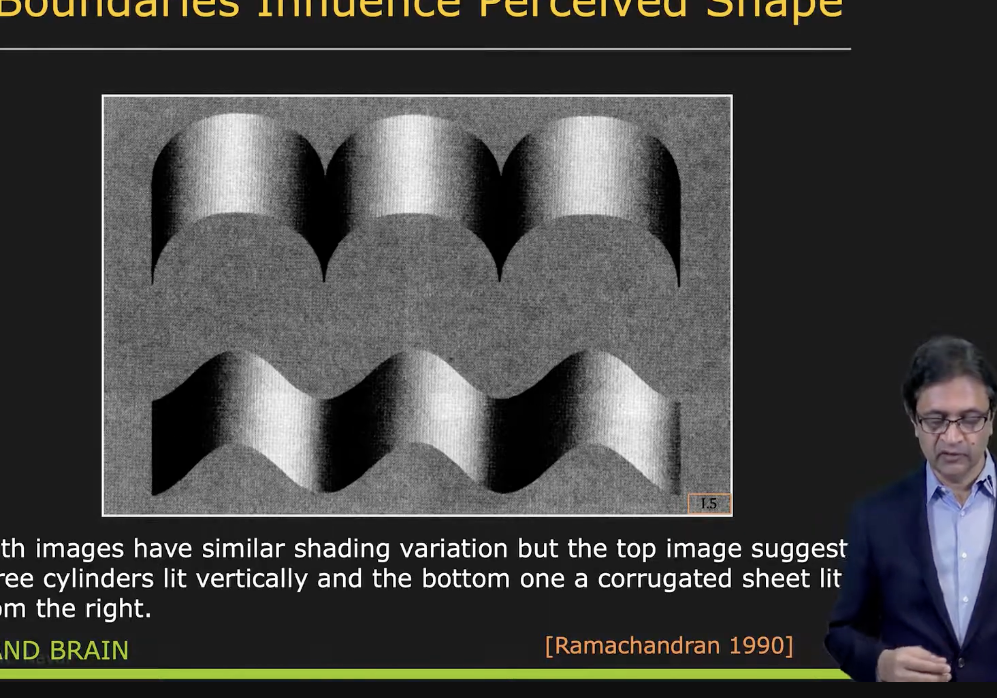 Boundaries Influence Perceived Shape
1.5
th images have similar shading variation but the top image suggest
ree cylinders lit vertically and the bottom one a corrugated sheet lit
om the right.
AND BRAIN
[Ramachandran 1990]